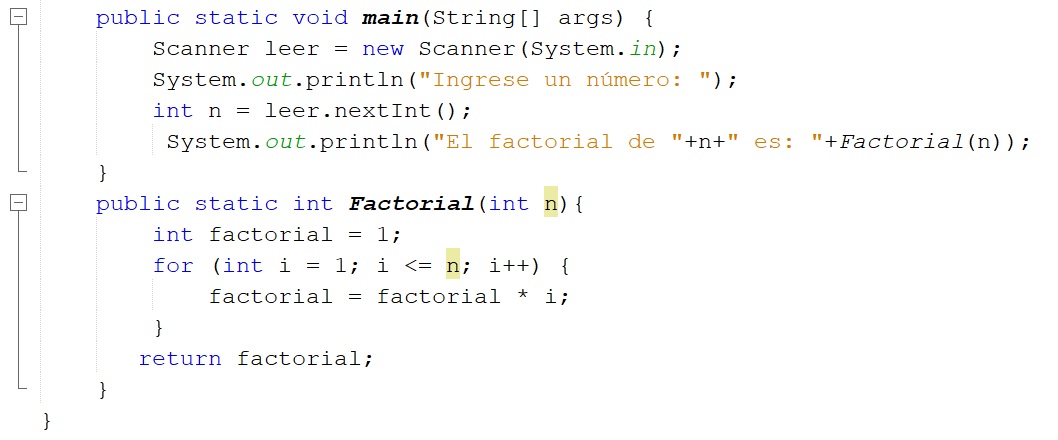 public static void main(String[] args) {
Scanner leer = new Scanner(System.in);
System.out.println("Ingrese un número: ");
int n = leer.nextInt();
System.out.println("El factorial de "+n+" es: "+Factorial(n));
}
public static int Factorial(int n){
int factorial = 1;
for (int i = 1; i <= n; i++) {
factorial = factorial * i;
}
return factorial;
}
}